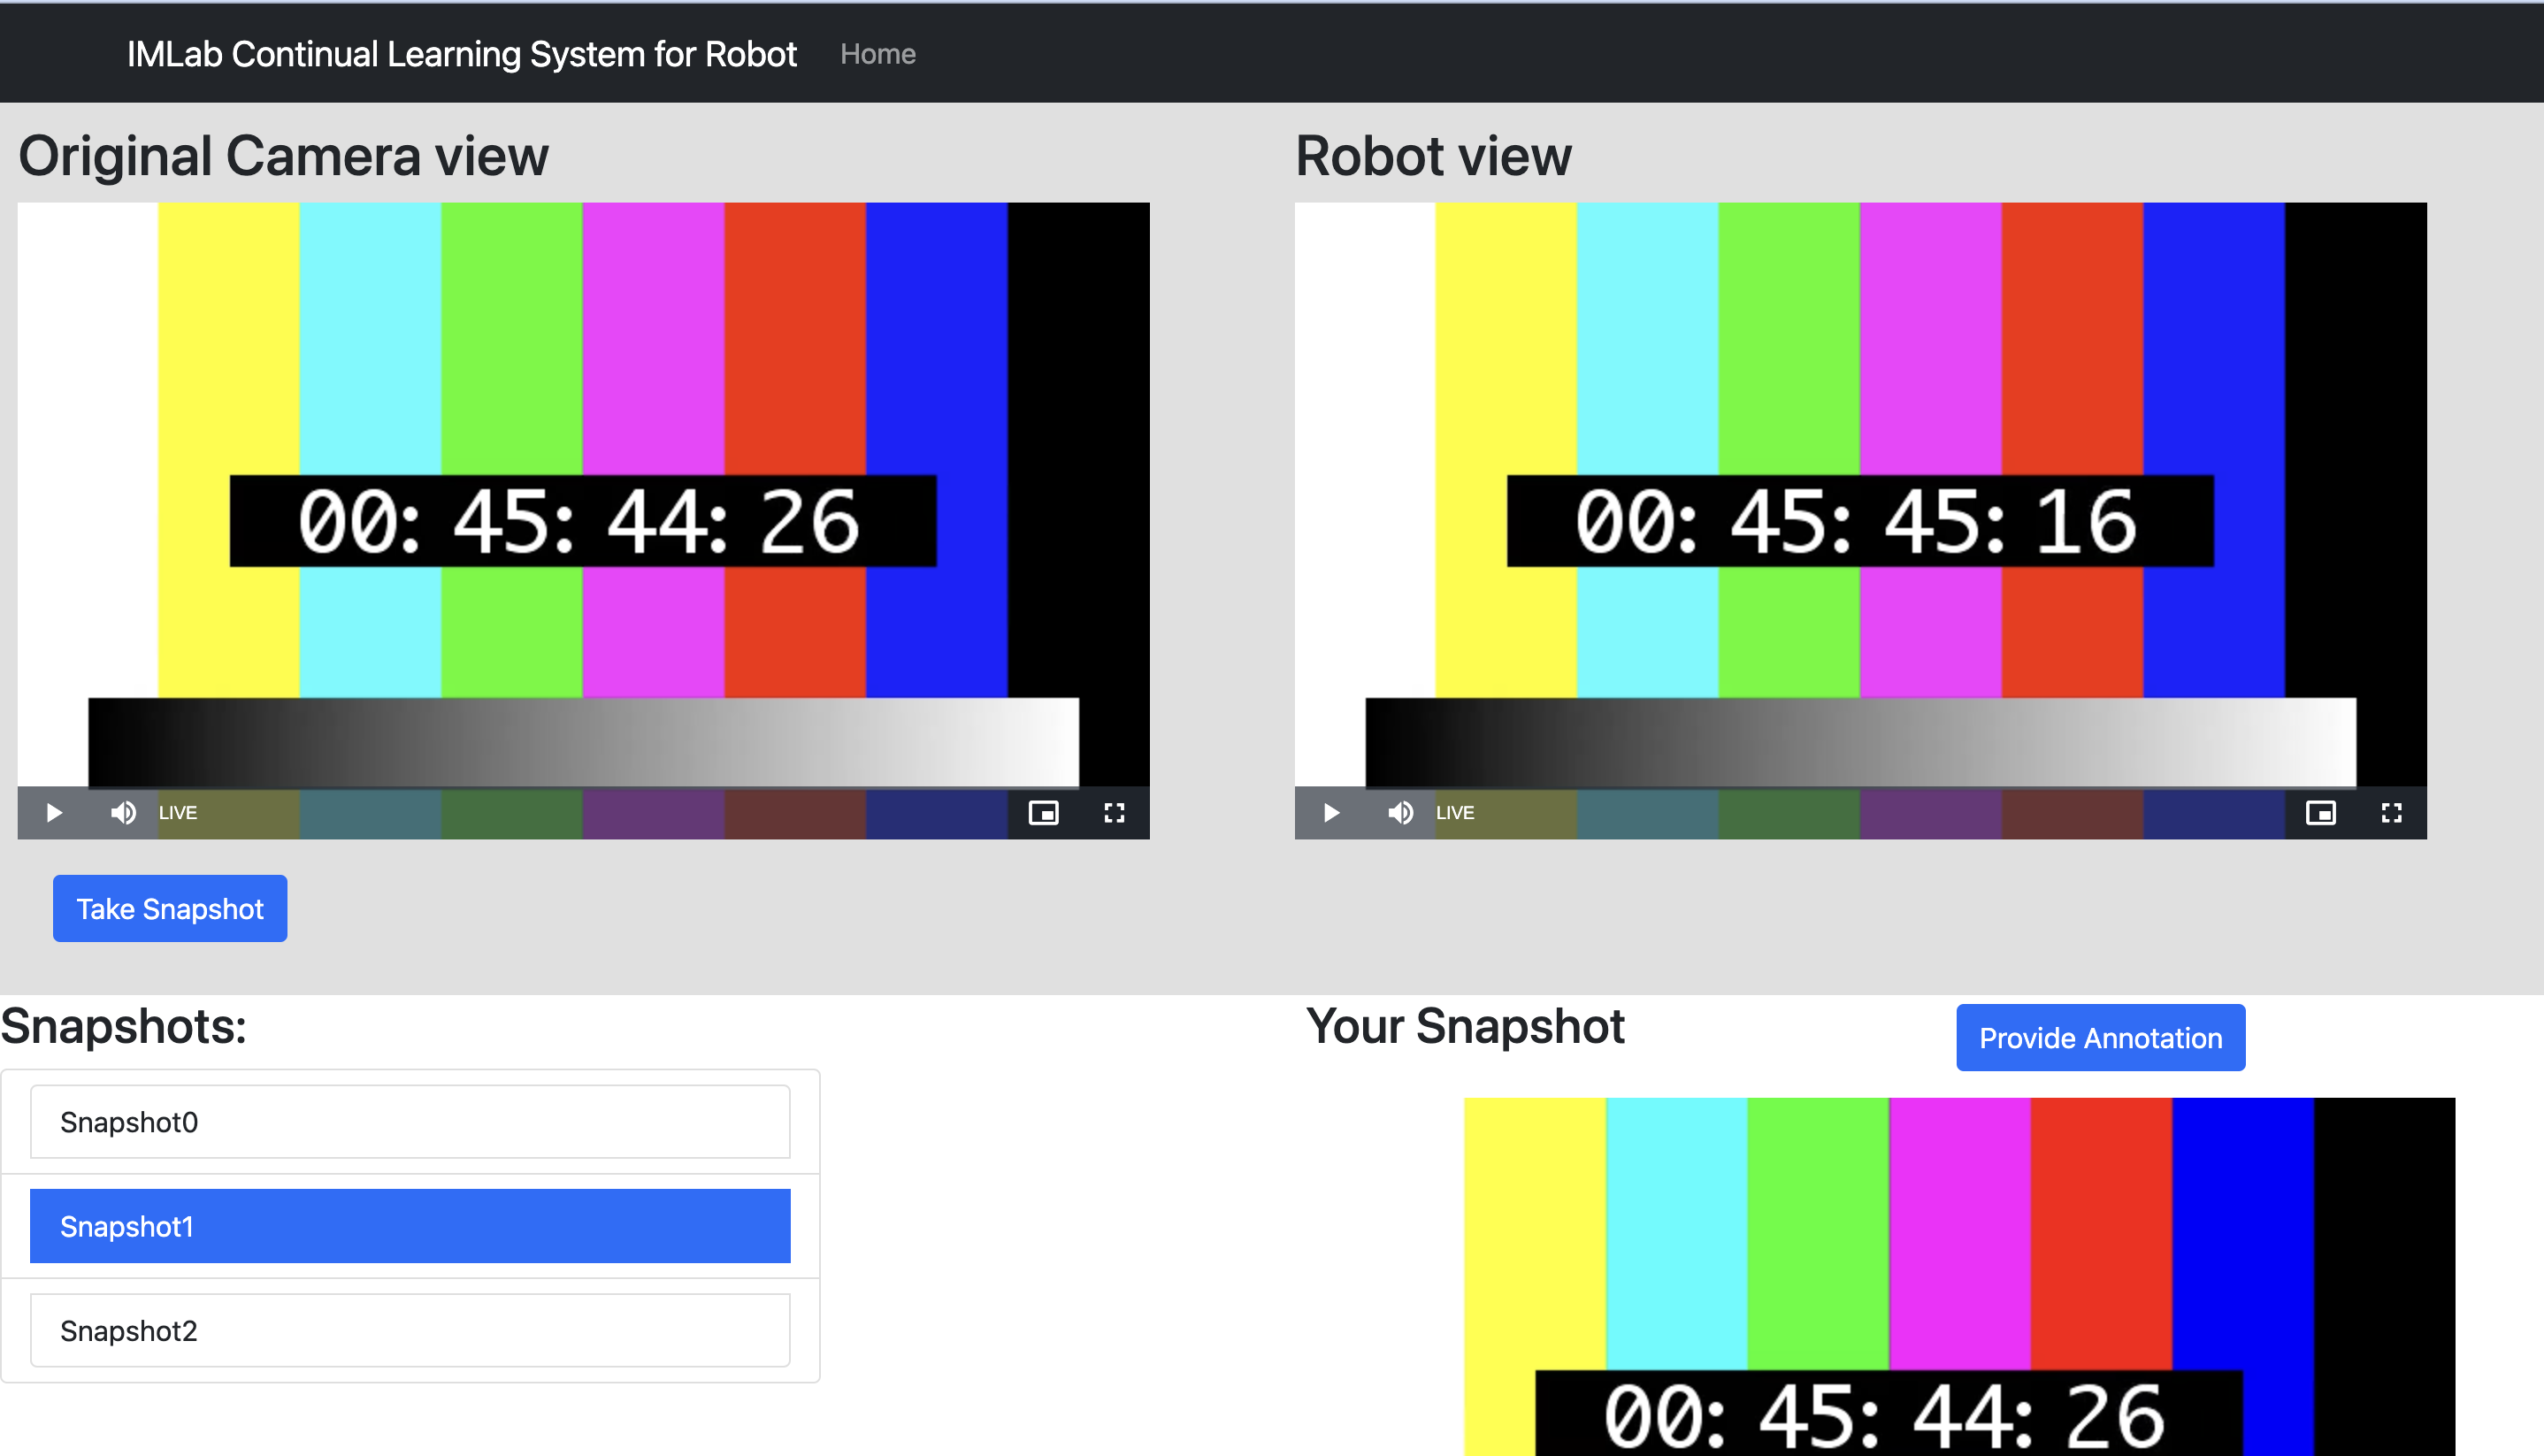 IMLab Continual Learning System for Robot Home
Original Camera view
Robot view
00: 45: 44: 26
00: 45: 45: 16
LIVE
LIVE
Take Snapshot
Snapshots:
Your Snapshot
Provide Annotation
Snapshot0
Snapshot1
Snapshot2
00: 45: 44: 26